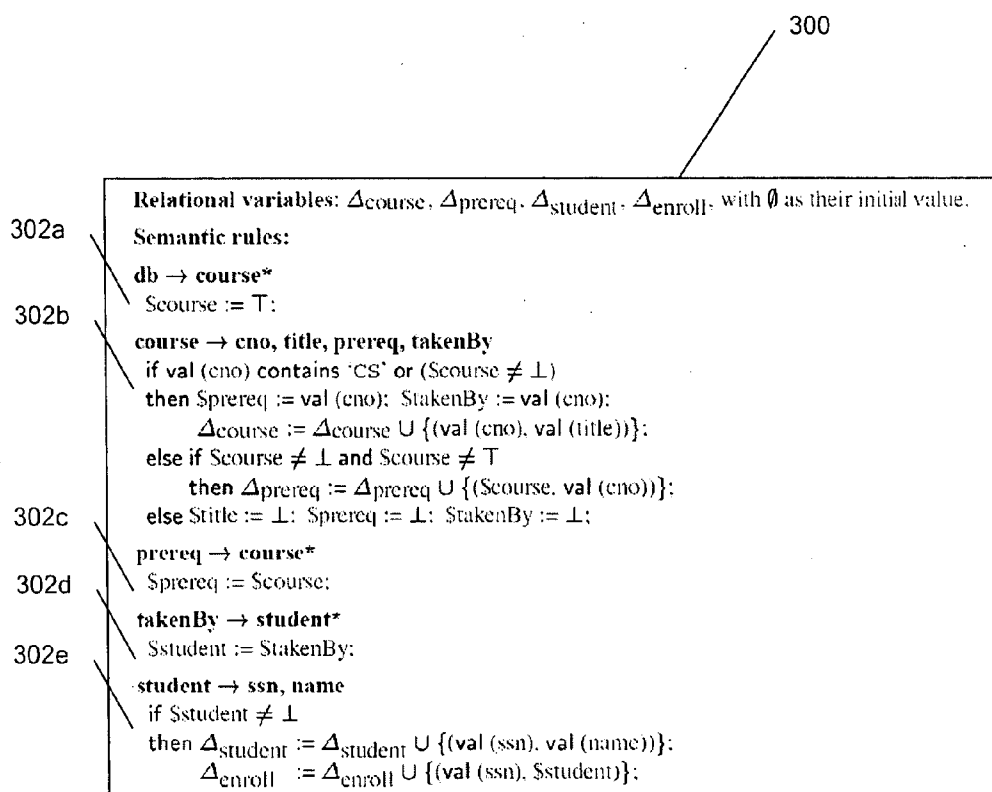 300
Relational variables: Δcourse, Δprereq, Δstudent, Δenroll, with ∅ as their initial value.
302a
Semantic rules:
db → course*
$course := ⊤;
302b
course → cno, title, prereq, takenBy
if val (cno) contains 'CS' or ($course ≠ ⊥)
then $prereq := val (cno); $takenBy := val (cno);
Δcourse := Δcourse ∪ {(val (cno), val (title))};
else if $course ≠ ⊥ and $course ≠ ⊤
then Δprereq := Δprereq ∪ {($course, val (cno))};
302c
else $title := ⊥; $prereq := ⊥; $takenBy := ⊥;
prereq → course*
302d
$prereq := $course;
takenBy → student*
302e
$student := $takenBy;
student → ssn, name
if $student ≠ ⊥
then Δstudent := Δstudent ∪ {(val (ssn), val (name))};
Δenroll := Δenroll ∪ {(val (ssn), $student)};